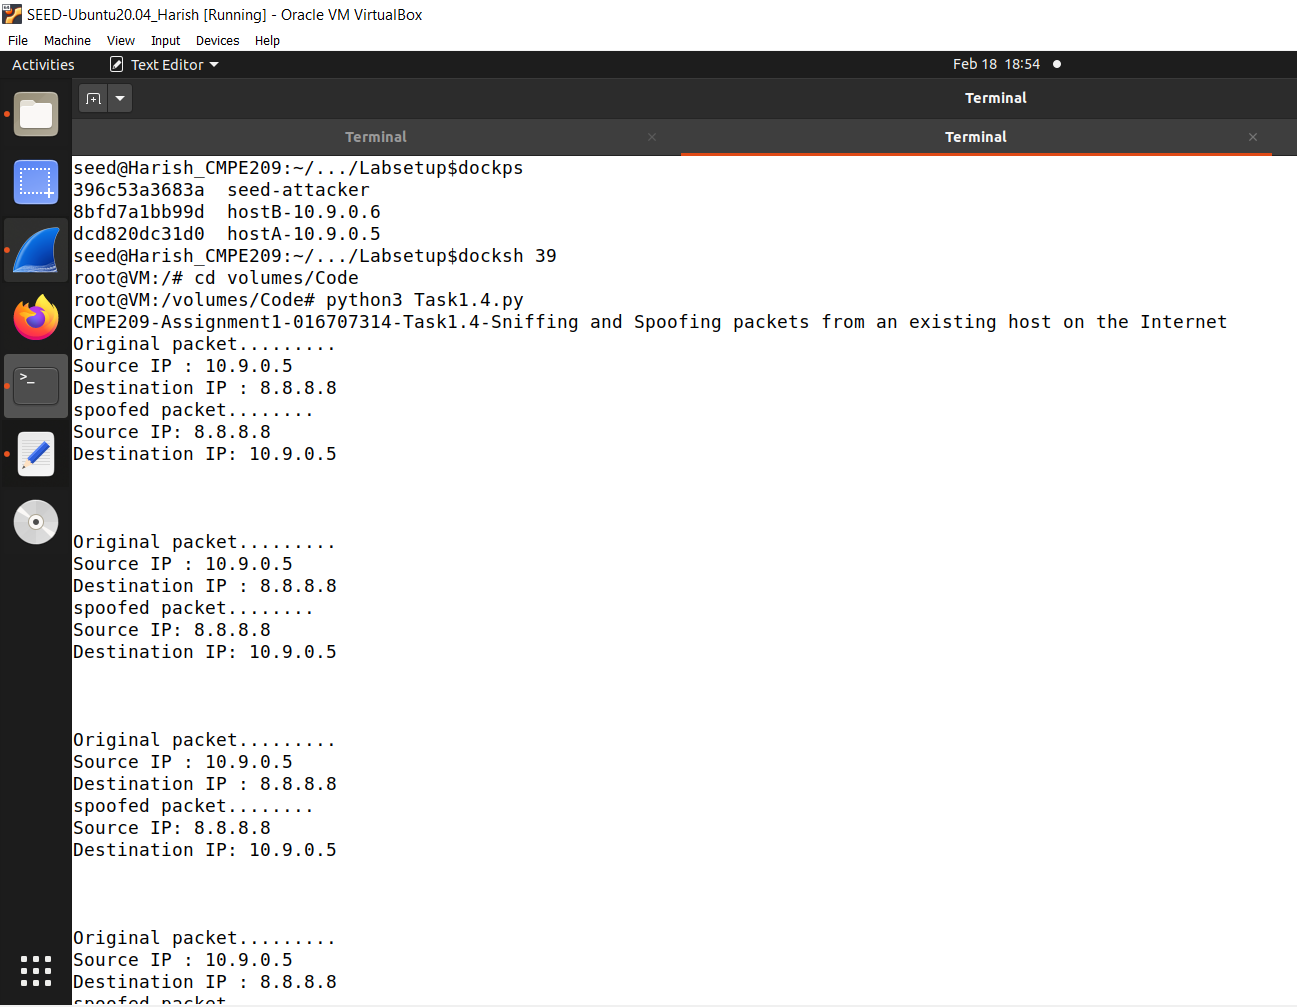 SEED-Ubuntu20.04_Harish [Running] - Oracle VM VirtualBox
File Machine View Input Devices Help
Activities Text Editor Feb 18 18:54
Terminal
Terminal Terminal
seed@Harish_CMPE209:~/.../Labsetup$dockps
396c53a3683a  seed-attacker
8bfd7a1bb99d  hostB-10.9.0.6
dcd820dc31d0  hostA-10.9.0.5
seed@Harish_CMPE209:~/.../Labsetup$docksh 39
root@VM:/# cd volumes/Code
root@VM:/volumes/Code# python3 Task1.4.py
CMPE209-Assignment1-016707314-Task1.4-Sniffing and Spoofing packets from an existing host on the Internet
Original packet.........
Source IP : 10.9.0.5
Destination IP : 8.8.8.8
spoofed packet........
Source IP: 8.8.8.8
Destination IP: 10.9.0.5
Original packet.........
Source IP : 10.9.0.5
Destination IP : 8.8.8.8
spoofed packet........
Source IP: 8.8.8.8
Destination IP: 10.9.0.5
Original packet.........
Source IP : 10.9.0.5
Destination IP : 8.8.8.8
spoofed packet........
Source IP: 8.8.8.8
Destination IP: 10.9.0.5
Original packet.........
Source IP : 10.9.0.5
Destination IP : 8.8.8.8
spoofed packet